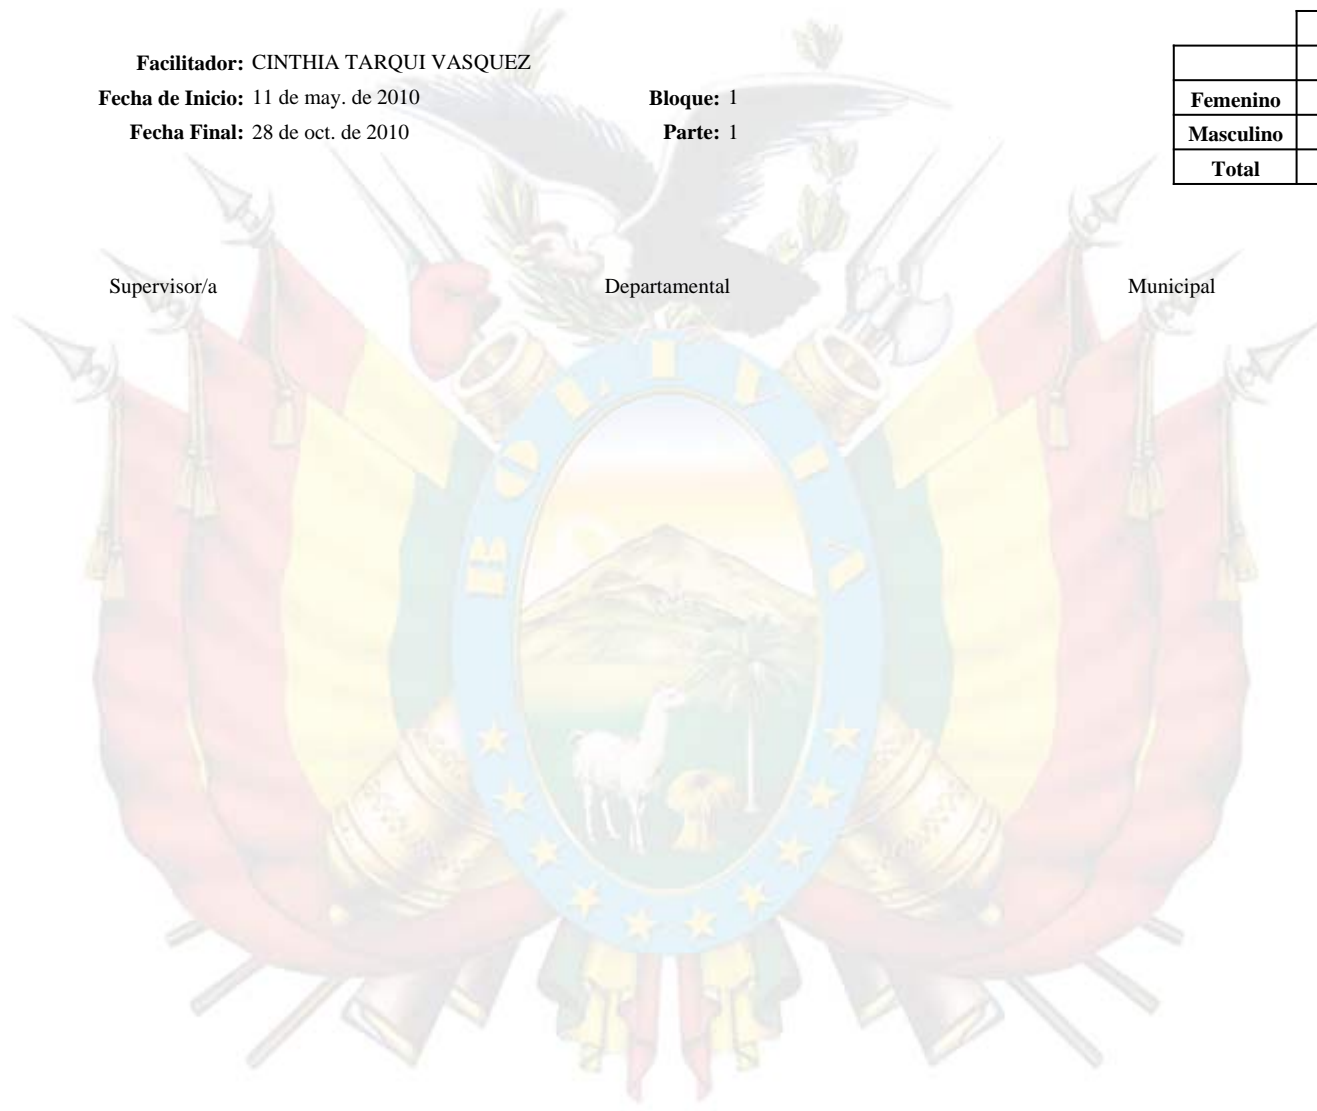 Facilitador: CINTHIA TARQUI VASQUEZ
Fecha de Inicio: 11 de may. de 2010 Bloque: 1
Fecha Final: 28 de oct. de 2010 Parte: 1
Femenino
Masculino
Total
Supervisor/a Departamental Municipal
BOLIVIA